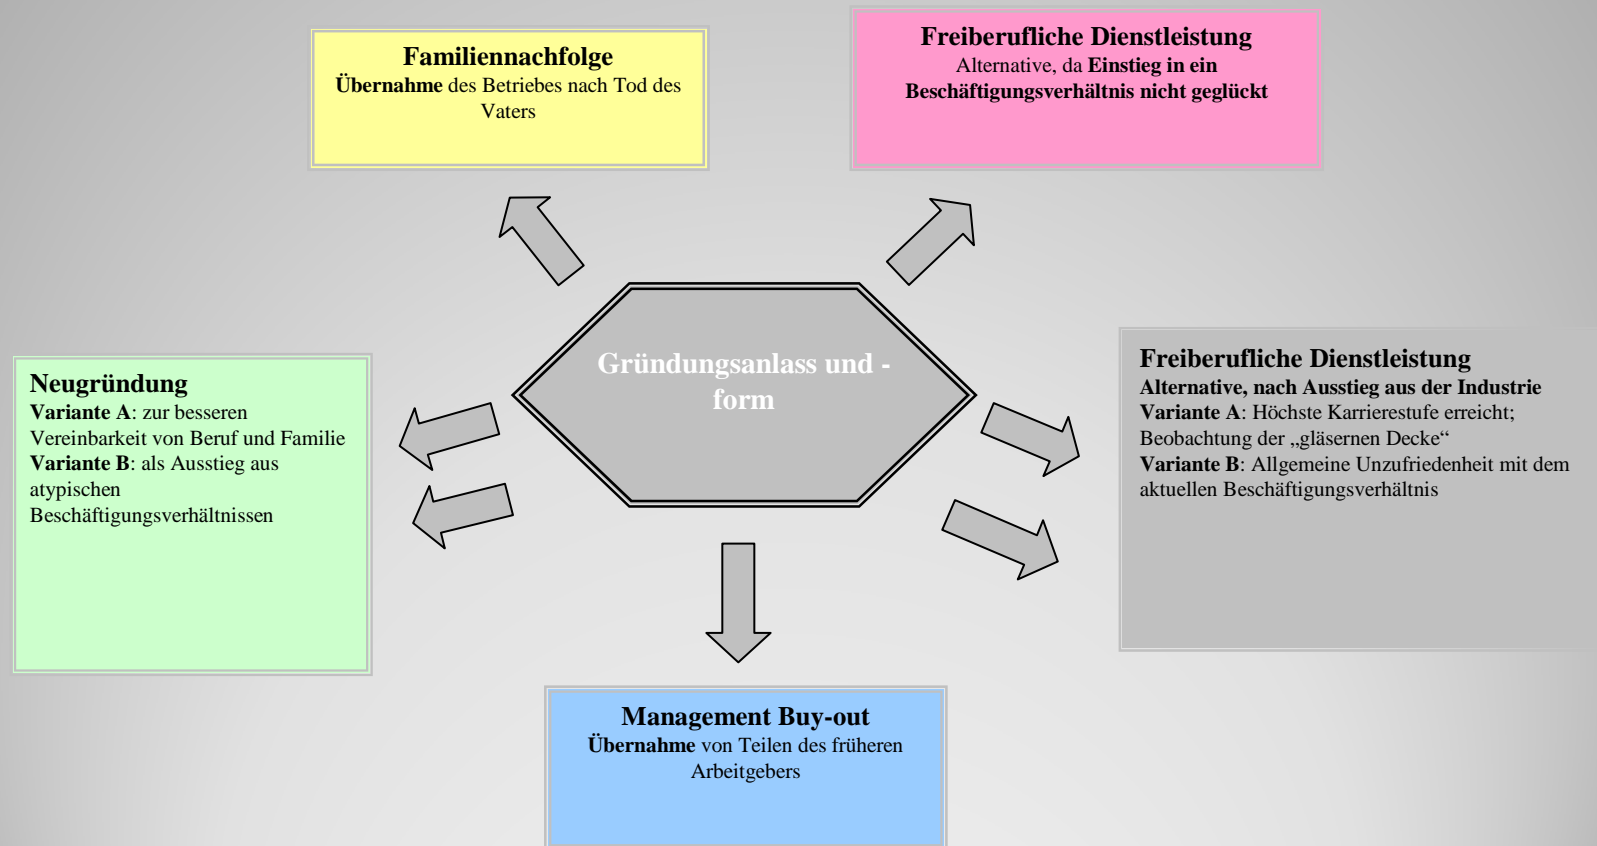 Familiennachfolge
Übernahme des Betriebes nach Tod des
Vaters
Freiberufliche Dienstleistung
Alternative, da Einstieg in ein
Beschäftigungsverhältnis nicht geglückt
Gründungsanlass und -
form
Neugründung
Variante A: zur besseren
Vereinbarkeit von Beruf und Familie
Variante B: als Ausstieg aus
atypischen
Beschäftigungsverhältnissen
Freiberufliche Dienstleistung
Alternative, nach Ausstieg aus der Industrie
Variante A: Höchste Karrierestufe erreicht;
Beobachtung der „gläsernen Decke“
Variante B: Allgemeine Unzufriedenheit mit dem
aktuellen Beschäftigungsverhältnis
Management Buy-out
Übernahme von Teilen des früheren
Arbeitgebers